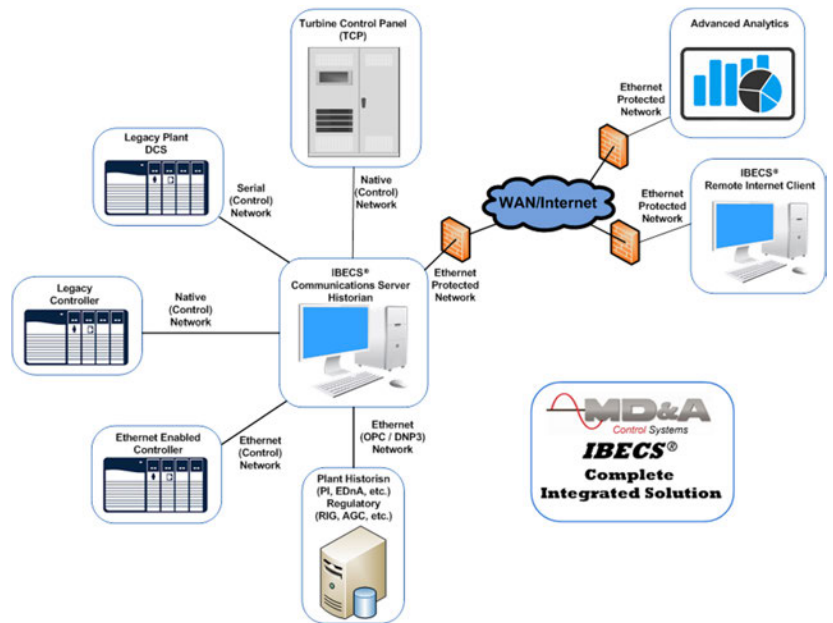 Turbine Control Panel
(TCP)
Advanced Analytics
Ethernet
Protected
Network
Legacy Plant
DCS
Serial
(Control)
Network
Native
(Control)
Network
WAN/Internet
Ethernet
Protected
Network
IBECS®
Remote Internet Client
Ethernet
Protected
Network
IBECS®
Communications Server
Historian
Legacy
Controller
Native
(Control)
Network
Ethernet Enabled
Controller
Ethernet
(Control)
Network
Ethernet
(OPC / DNP3)
Network
Plant Historisn
(PI, EDnA, etc.)
Regulatory
(RIG, AGC, etc.)
MD&A
Control Systems
IBECS®
Complete
Integrated Solution